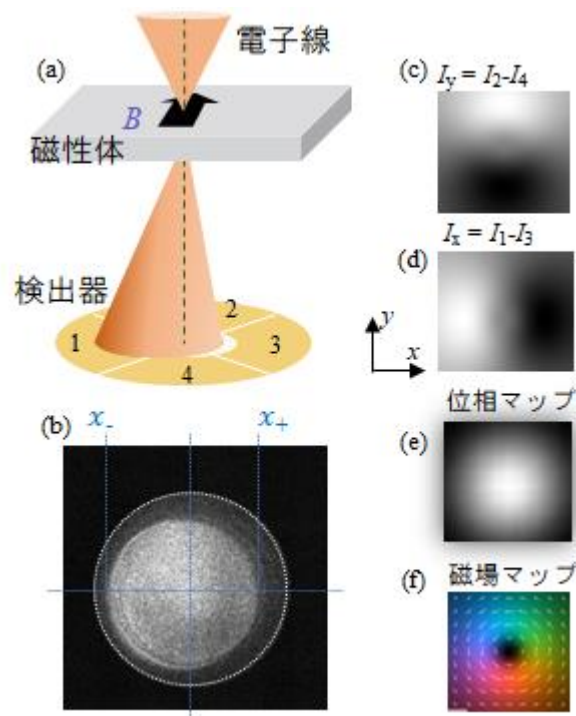 電子線
(a)
B
磁性体
検出器
1
2
3
4
(b)
x-
x+
(c)
Iy = I2-I4
(d)
Ix = I1-I3
y
x
位相マップ
(e)
(f)
磁場マップ